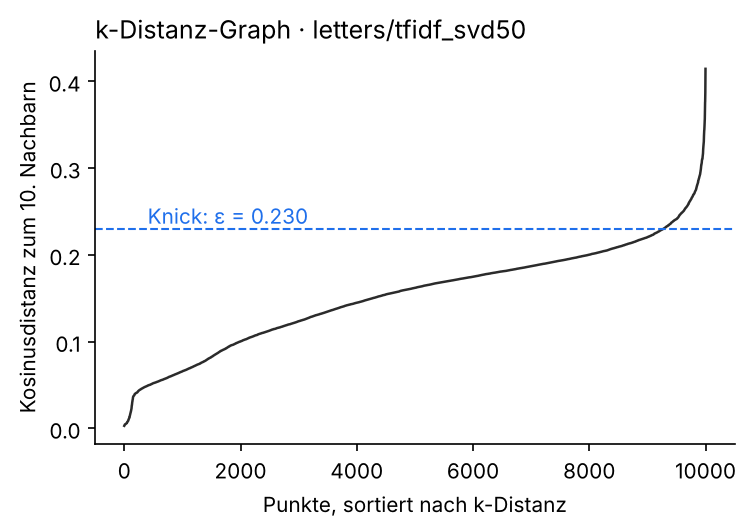 k-Distanz-Graph · letters/tfidf_svd50
Kosinusdistanz zum 10. Nachbarn
0.4
0.3
0.2
0.1
0.0
Knick: ε = 0.230
0 2000 4000 6000 8000 10000
Punkte, sortiert nach k-Distanz